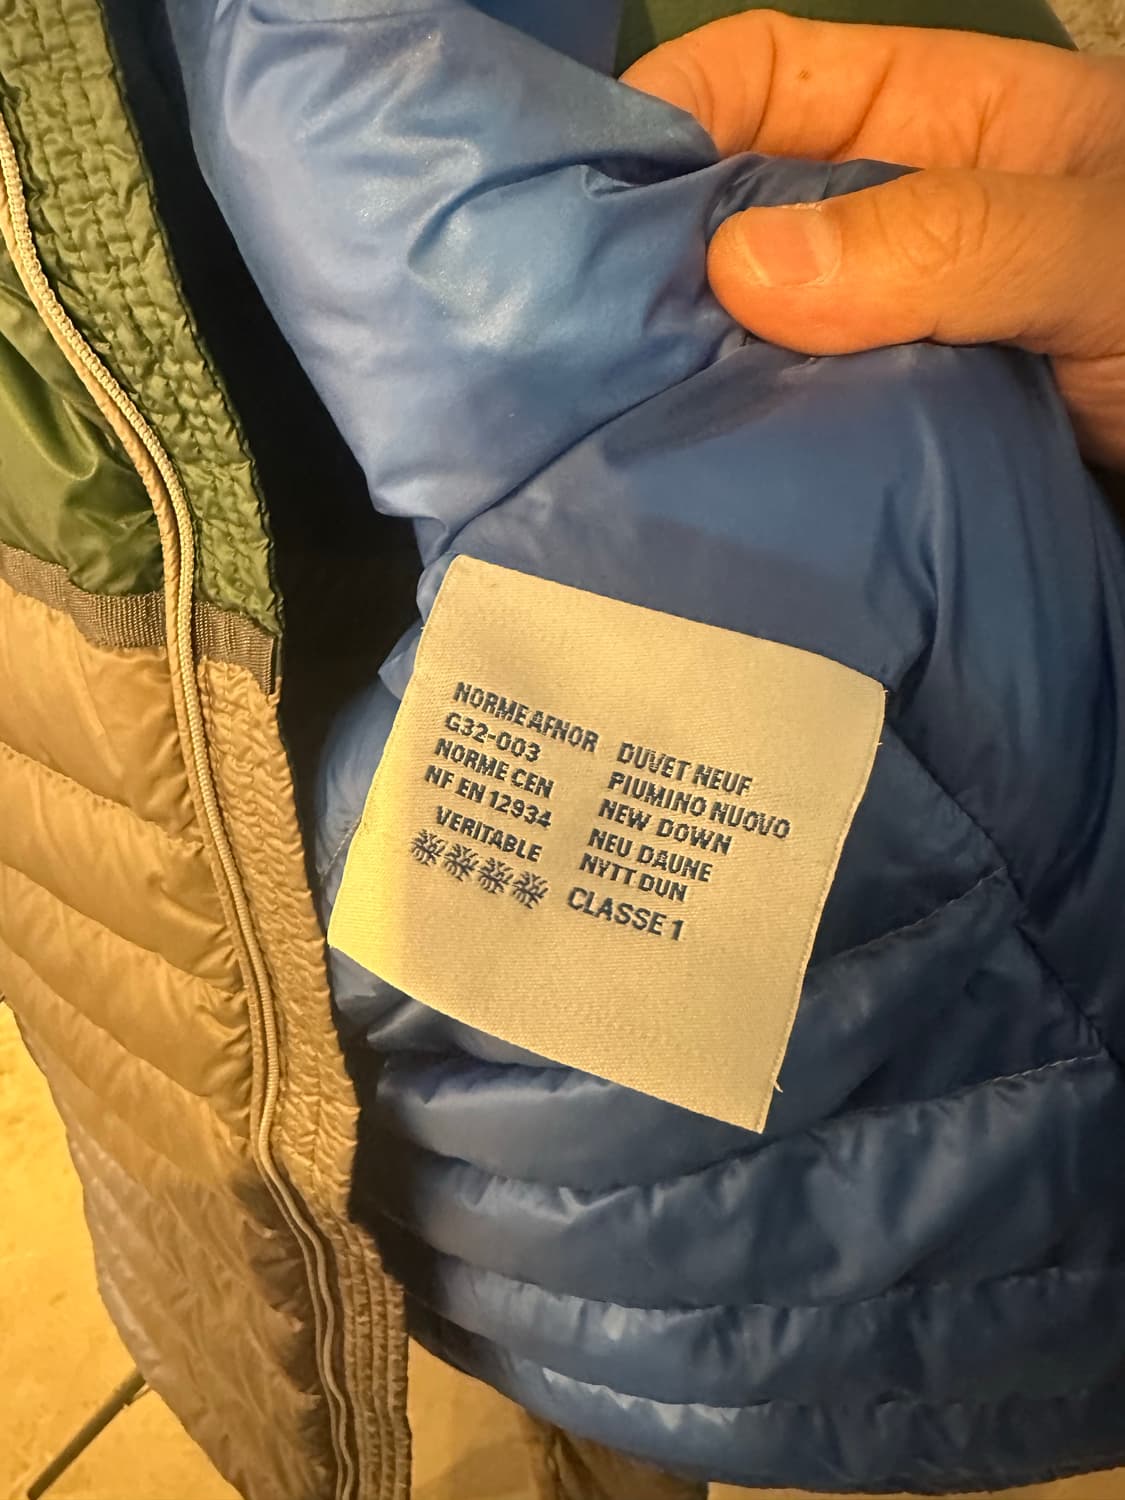 NORME AFNOR
G32-003
NORME CEN
NF EN 12934
VERITABLE
DUVET NEUF
PIUMINO NUOVO
NEW DOWN
NEU DAUNE
NYTT DUN
CLASSE 1